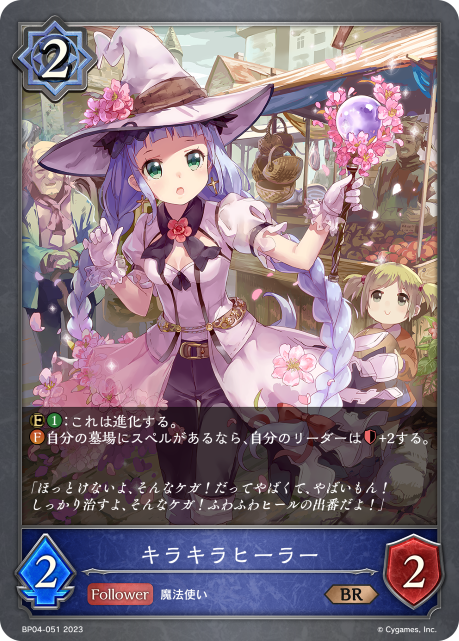 2
E 1：これは進化する。
F 自分の墓場にスペルがあるなら、自分のリーダーは+2する。
「ほっとけないよ、そんなケガ！だってやばくて、やばいもん！
しっかり治すよ、そんなケガ！ふわふわヒールの出番だよ！」
キラキラヒーラー
2
Follower 魔法使い
BR
2
BP04-051 2023
© Cygames, Inc.